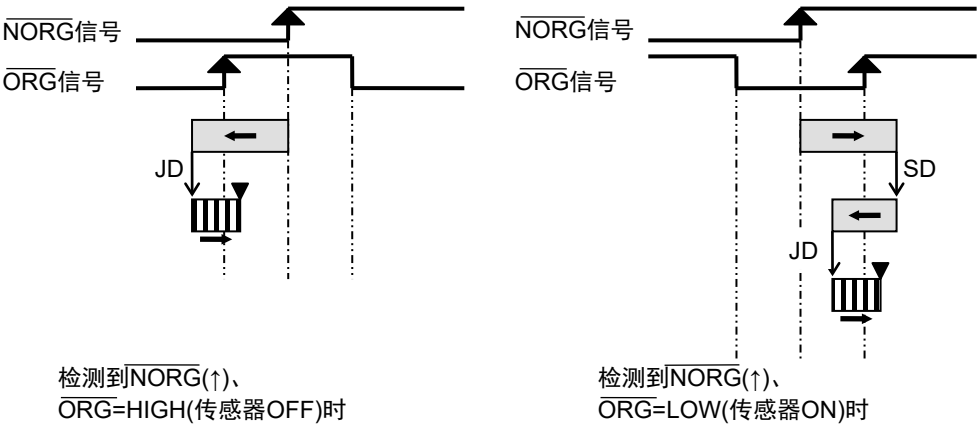 NORG信号
ORG信号
JD
检测到NORG(↑)、
ORG=HIGH(传感器OFF)时
NORG信号
ORG信号
SD
JD
检测到NORG(↑)、
ORG=LOW(传感器ON)时